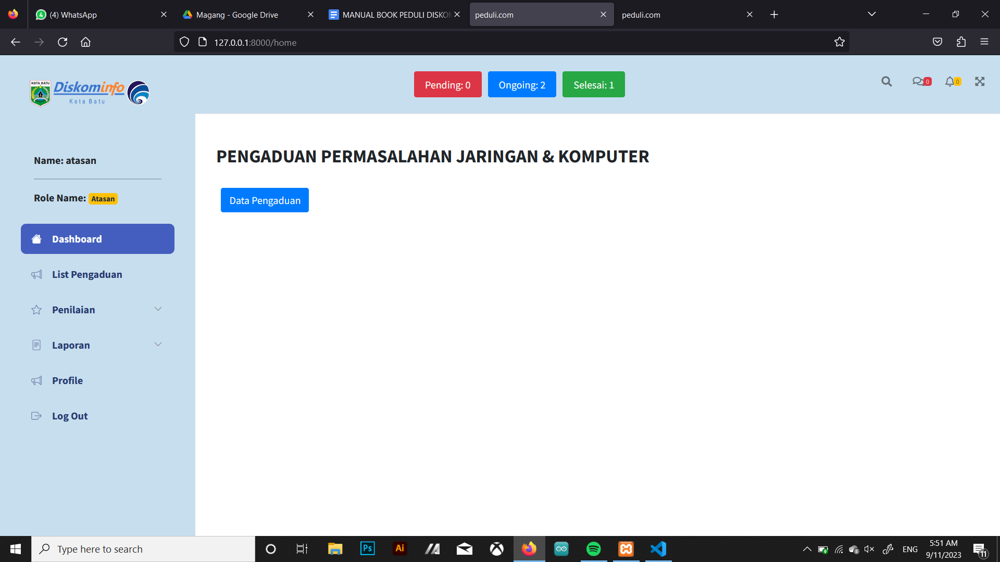 (4) WhatsApp
Magang - Google Drive
MANUAL BOOK PEDULI DISKO
peduli.com
peduli.com
127.0.0.1:8000/home
KOTA BATU
Diskominfo
Kota Batu
Pending: 0
Ongoing: 2
Selesai: 1
0
0
Name: atasan
Role Name: Atasan
Dashboard
List Pengaduan
Penilaian
Laporan
Profile
Log Out
PENGADUAN PERMASALAHAN JARINGAN & KOMPUTER
Data Pengaduan
Type here to search
Ps
Ai
ENG
5:51 AM
9/11/2023
11